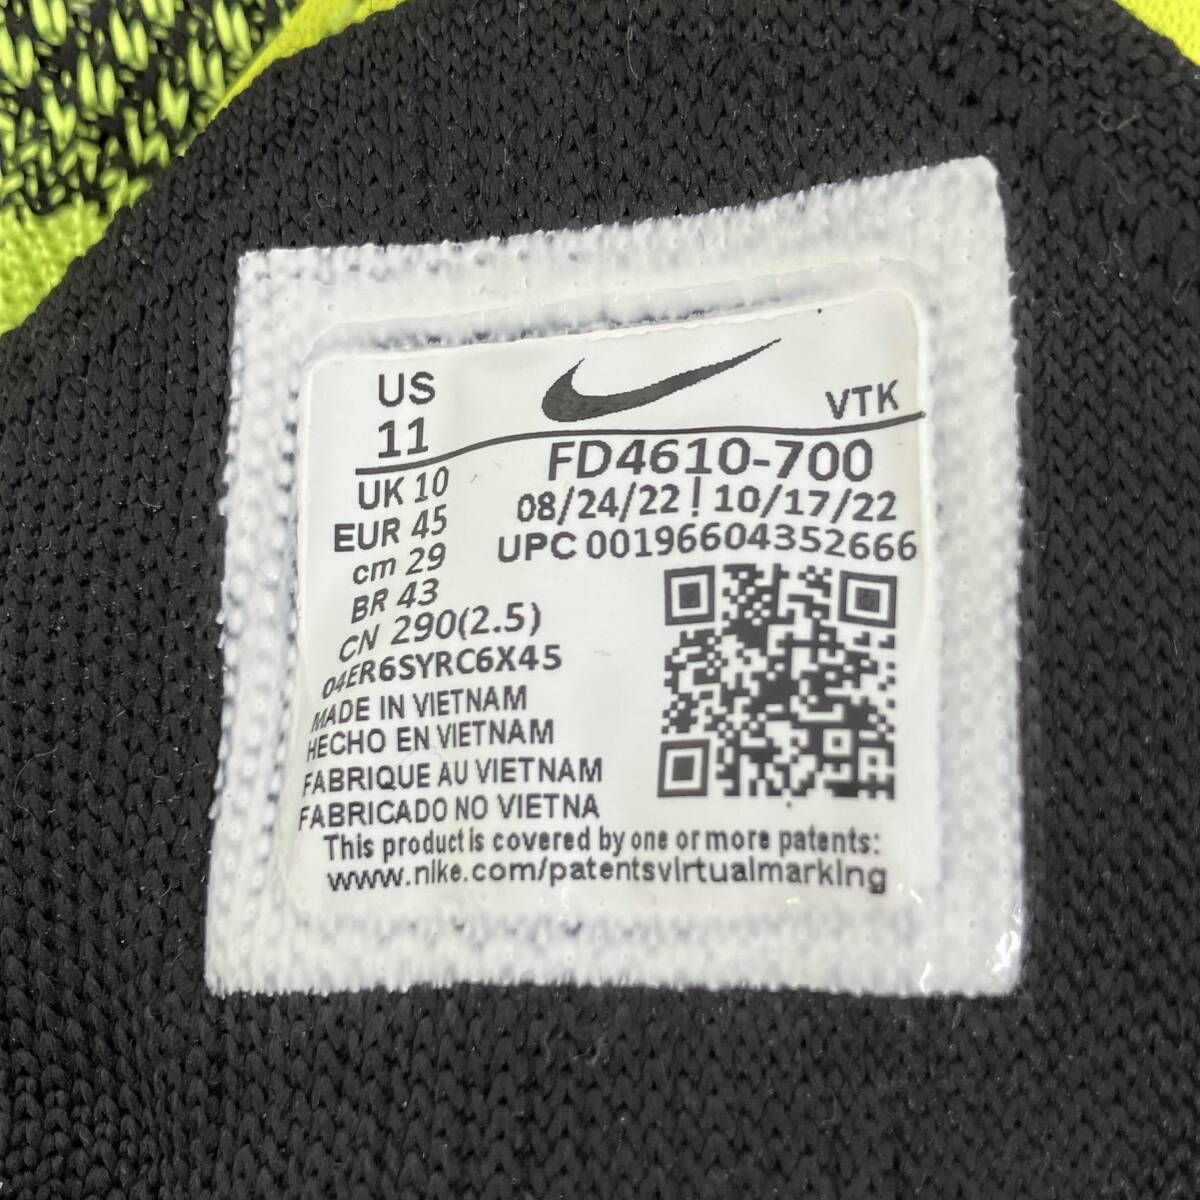 US
11
VTK
UK 10
EUR 45
cm 29
BR 43
CN 290(2.5)
FD4610-700
08/24/22 ! 10/17/22
UPC 00196604352666
04ER6SYRC6X45
MADE IN VIETNAM
HECHO EN VIETNAM
FABRIQUE AU VIETNAM
FABRICADO NO VIETNA
This product is covered by one or more patents:
www.nike.com/patentsvirtualmarking